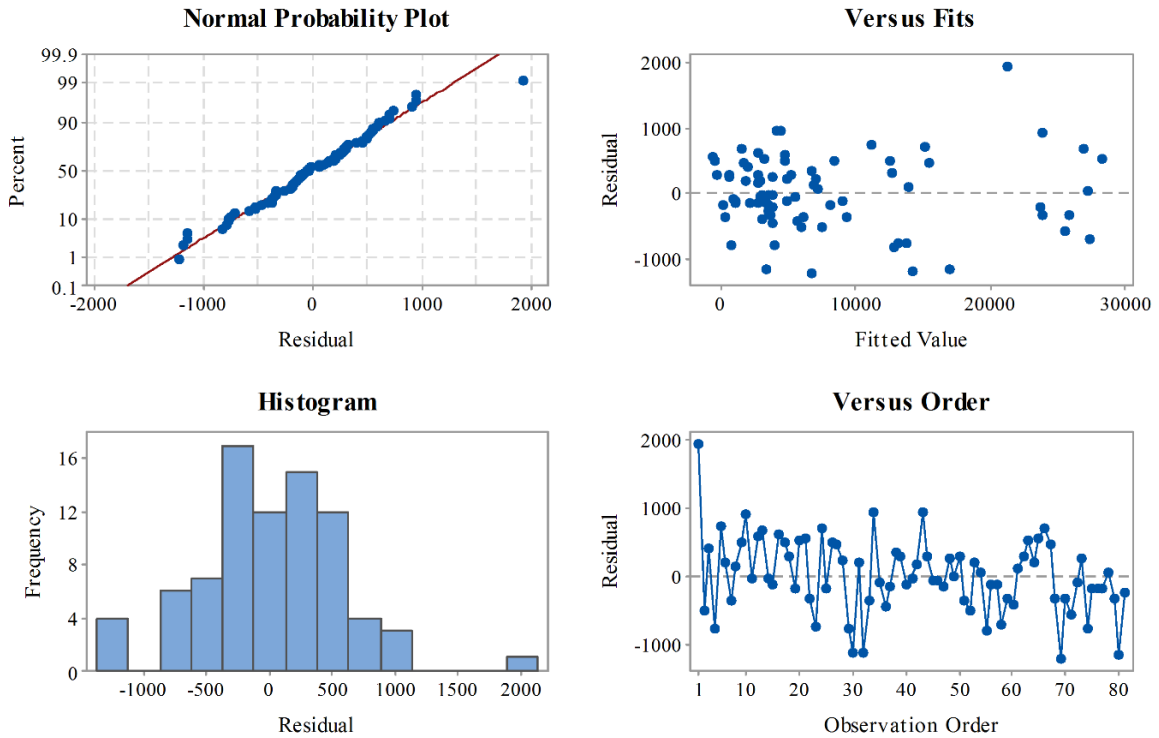 Normal Probability Plot
99.9
99
90
50
10
1
0.1
Percent
-2000 -1000 0 1000 2000
Residual
Versus Fits
2000
1000
0
-1000
Residual
0 10000 20000 30000
Fitted Value
Histogram
16
12
8
4
0
Frequency
-1000 -500 0 500 1000 1500 2000
Residual
Versus Order
2000
1000
0
-1000
Residual
1 10 20 30 40 50 60 70 80
Observation Order